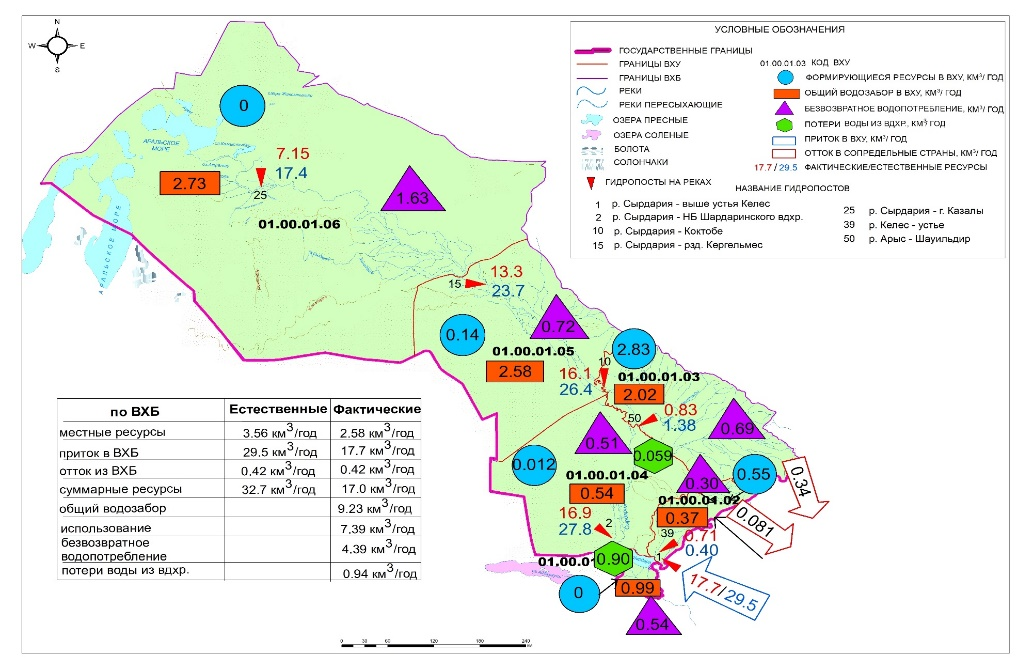 N
W E
S
УСЛОВНЫЕ ОБОЗНАЧЕНИЯ
ГОСУДАРСТВЕННЫЕ ГРАНИЦЫ
ГРАНИЦЫ ВХУ
ГРАНИЦЫ ВХБ
РЕКИ
РЕКИ ПЕРЕСЫХАЮЩИЕ
ОЗЕРА ПРЕСНЫЕ
ОЗЕРА СОЛЕНЫЕ
БОЛОТА
СОЛОНЧАКИ
ГИДРОПОСТЫ НА РЕКАХ
01.00.01.03 КОД ВХУ
ФОРМИРУЮЩИЕСЯ РЕСУРСЫ В ВХУ, КМ³/ ГОД
ОБЩИЙ ВОДОЗАБОР В ВХУ, КМ³/ ГОД
БЕЗВОЗВРАТНОЕ ВОДОПОТРЕБЛЕНИЕ, КМ³/ ГОД
ПОТЕРИ ВОДЫ ИЗ ВДХР, КМ³/ ГОД
ПРИТОК В ВХУ, КМ³/ ГОД
ОТТОК В СОПРЕДЕЛЬНЫЕ СТРАНЫ, КМ³/ ГОД
17.7 / 29.5 ФАКТИЧЕСКИЕ/ЕСТЕСТВЕННЫЕ РЕСУРСЫ
НАЗВАНИЕ ГИДРОПОСТОВ
1 р. Сырдария - выше устья Келес
2 р. Сырдария - НБ Шардаринского вдхр.
10 р. Сырдария - Коктобе
15 р. Сырдария - рзд. Кергельмес
25 р. Сырдария - г. Казалы
39 р. Келес - устье
50 р. Арыс - Шауильдир
0
АРАЛЬСКОЕ
МОРЕ
АРАЛЬСКОЕ МОРЕ
7.15
17.4
2.73
25
1.63
01.00.01.06
13.3
15
23.7
0.14
0.72
01.00.01.05
2.58
2.83
10
16.1
26.4
01.00.01.03
2.02
0.83
50
1.38
0.69
0.51
0.059
0.012
01.00.01.04
0.54
0.30
0.55
0.34
01.00.01.02
0.37
0.081
16.9
27.8
2
39
0.71
0.40
1
01.00.0
0.90
17.7/ 29.5
0
0.99
0.54
по ВХБ Естественные Фактические
местные ресурсы 3.56 км³/год 2.58 км³/год
приток в ВХБ 29.5 км³/год 17.7 км³/год
отток из ВХБ 0,42 км³/год 0.42 км³/год
суммарные ресурсы 32.7 км³/год 17.0 км³/год
общий водозабор 9.23 км³/год
использование 7,39 км³/год
безвозвратное
водопотребление 4.39 км³/год
потери воды из вдхр. 0.94 км³/год
0 30 60 120 180 240